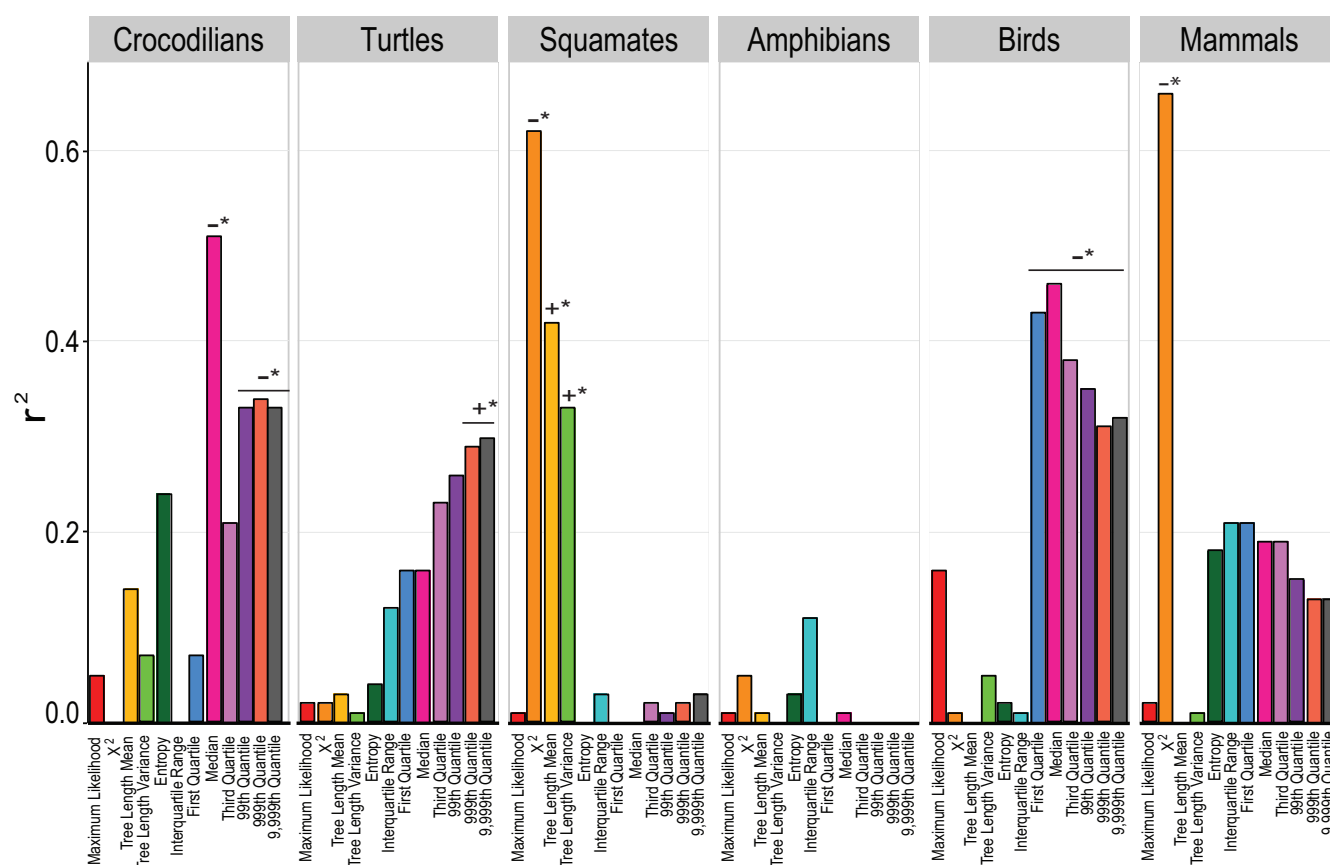 Crocodilians
Turtles
Squamates
Amphibians
Birds
Mammals
r²
0.6
0.4
0.2
0.0
–*
–*
+*
–*
+*
+*
–*
–*
Maximum Likelihood
X²
Tree Length Mean
Tree Length Variance
Entropy
Interquartile Range
First Quartile
Median
Third Quartile
99th Quantile
999th Quantile
9,999th Quantile
Maximum Likelihood
X²
Tree Length Mean
Tree Length Variance
Entropy
Interquartile Range
First Quartile
Median
Third Quartile
99th Quantile
999th Quantile
9,999th Quantile
Maximum Likelihood
X²
Tree Length Mean
Tree Length Variance
Entropy
Interquartile Range
First Quartile
Median
Third Quartile
99th Quantile
999th Quantile
9,999th Quantile
Maximum Likelihood
X²
Tree Length Mean
Tree Length Variance
Entropy
Interquartile Range
First Quartile
Median
Third Quartile
99th Quantile
999th Quantile
9,999th Quantile
Maximum Likelihood
X²
Tree Length Mean
Tree Length Variance
Entropy
Interquartile Range
First Quartile
Median
Third Quartile
99th Quantile
999th Quantile
9,999th Quantile
Maximum Likelihood
X²
Tree Length Mean
Tree Length Variance
Entropy
Interquartile Range
First Quartile
Median
Third Quartile
99th Quantile
999th Quantile
9,999th Quantile